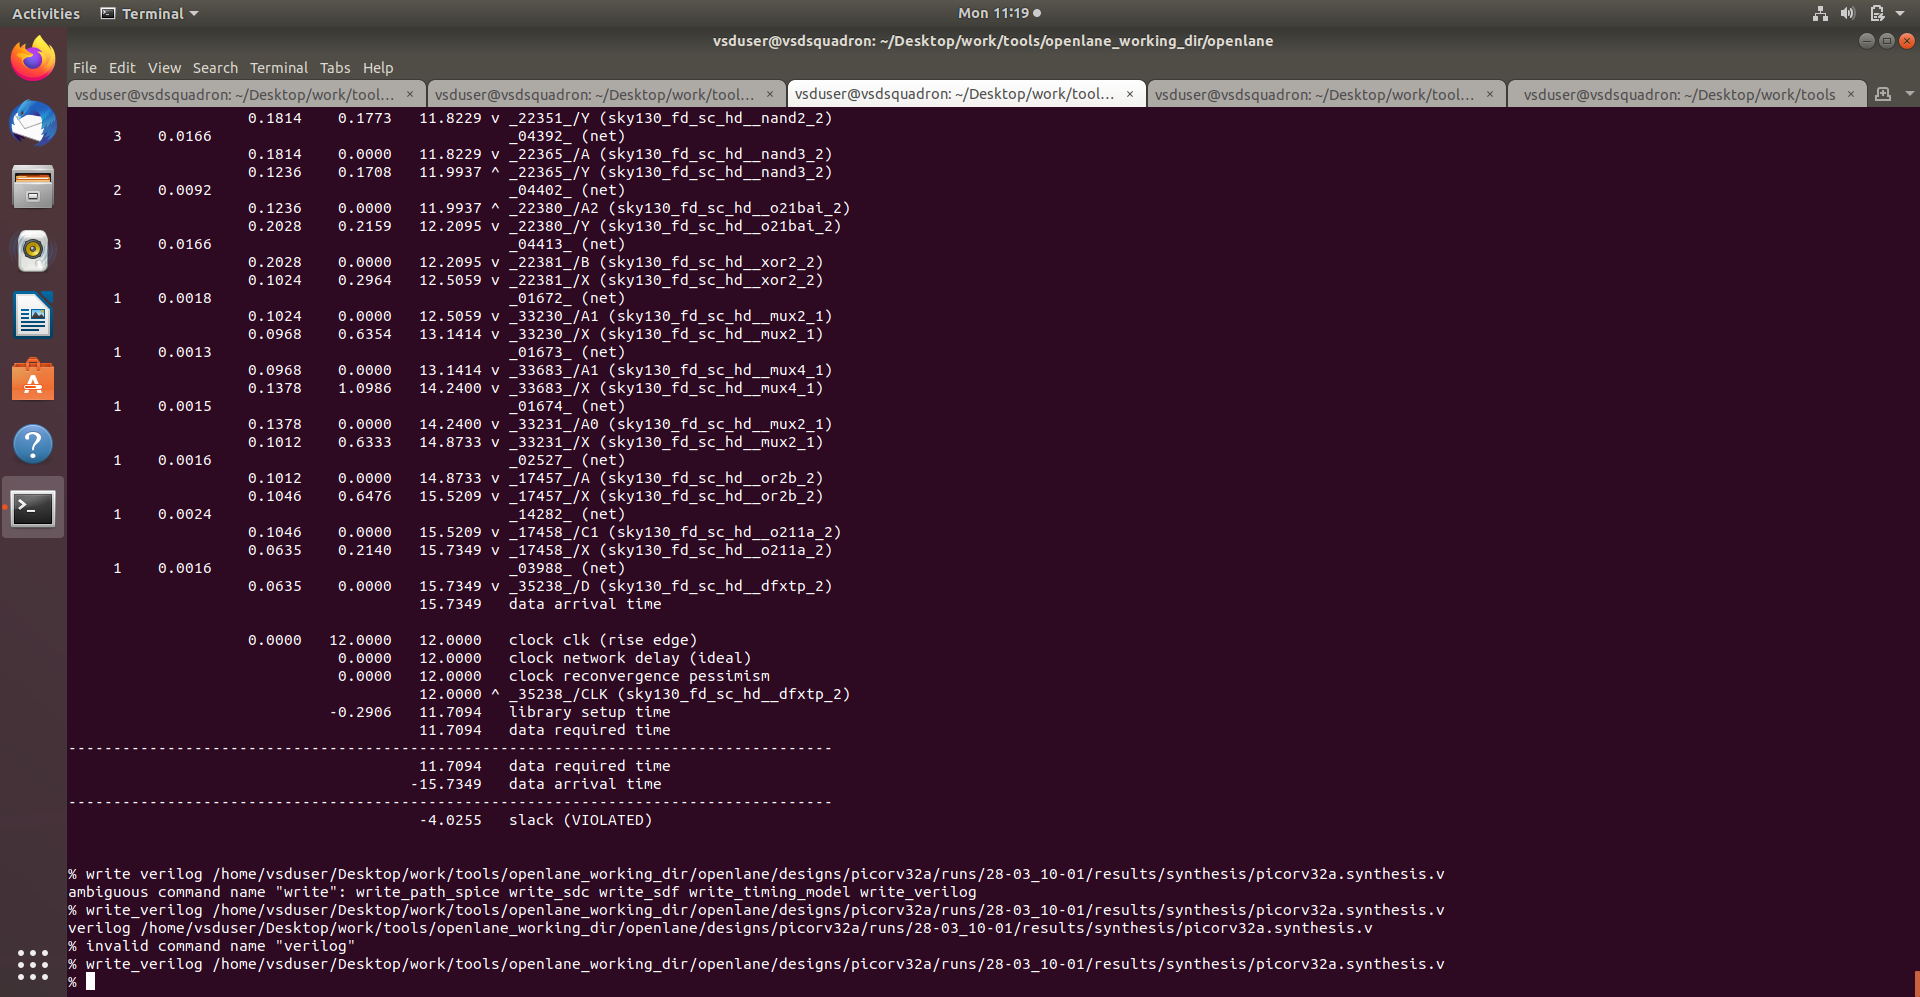 Activities Terminal Mon 11:19
vsduser@vsdsquadron: ~/Desktop/work/tools/openlane_working_dir/openlane
File Edit View Search Terminal Tabs Help
vsduser@vsdsquadron: ~/Desktop/work/tool... × vsduser@vsdsquadron: ~/Desktop/work/tool... × vsduser@vsdsquadron: ~/Desktop/work/tool... × vsduser@vsdsquadron: ~/Desktop/work/tool... × vsduser@vsdsquadron: ~/Desktop/work/tools ×
0.1814 0.1773 11.8229 v _22351_/Y (sky130_fd_sc_hd__nand2_2)
3 0.0166 _04392_ (net)
0.1814 0.0000 11.8229 v _22365_/A (sky130_fd_sc_hd__nand3_2)
0.1236 0.1708 11.9937 ^ _22365_/Y (sky130_fd_sc_hd__nand3_2)
2 0.0092 _04402_ (net)
0.1236 0.0000 11.9937 ^ _22380_/A2 (sky130_fd_sc_hd__o21bai_2)
0.2028 0.2159 12.2095 v _22380_/Y (sky130_fd_sc_hd__o21bai_2)
3 0.0166 _04413_ (net)
0.2028 0.0000 12.2095 v _22381_/B (sky130_fd_sc_hd__xor2_2)
0.1024 0.2964 12.5059 v _22381_/X (sky130_fd_sc_hd__xor2_2)
1 0.0018 _01672_ (net)
0.1024 0.0000 12.5059 v _33230_/A1 (sky130_fd_sc_hd__mux2_1)
0.0968 0.6354 13.1414 v _33230_/X (sky130_fd_sc_hd__mux2_1)
1 0.0013 _01673_ (net)
0.0968 0.0000 13.1414 v _33683_/A1 (sky130_fd_sc_hd__mux4_1)
0.1378 1.0986 14.2400 v _33683_/X (sky130_fd_sc_hd__mux4_1)
1 0.0015 _01674_ (net)
0.1378 0.0000 14.2400 v _33231_/A0 (sky130_fd_sc_hd__mux2_1)
0.1012 0.6333 14.8733 v _33231_/X (sky130_fd_sc_hd__mux2_1)
1 0.0016 _02527_ (net)
0.1012 0.0000 14.8733 v _17457_/A (sky130_fd_sc_hd__or2b_2)
0.1046 0.6476 15.5209 v _17457_/X (sky130_fd_sc_hd__or2b_2)
1 0.0024 _14282_ (net)
0.1046 0.0000 15.5209 v _17458_/C1 (sky130_fd_sc_hd__o211a_2)
0.0635 0.2140 15.7349 v _17458_/X (sky130_fd_sc_hd__o211a_2)
1 0.0016 _03988_ (net)
0.0635 0.0000 15.7349 v _35238_/D (sky130_fd_sc_hd__dfxtp_2)
15.7349 data arrival time
0.0000 12.0000 12.0000 clock clk (rise edge)
0.0000 12.0000 clock network delay (ideal)
0.0000 12.0000 clock reconvergence pessimism
12.0000 ^ _35238_/CLK (sky130_fd_sc_hd__dfxtp_2)
-0.2906 11.7094 library setup time
11.7094 data required time
-------------------------------------------------------------------------------------
11.7094 data required time
-15.7349 data arrival time
-------------------------------------------------------------------------------------
-4.0255 slack (VIOLATED)
% write verilog /home/vsduser/Desktop/work/tools/openlane_working_dir/openlane/designs/picorv32a/runs/28-03_10-01/results/synthesis/picorv32a.synthesis.v
ambiguous command name "write": write_path_spice write_sdc write_sdf write_timing_model write_verilog
% write_verilog /home/vsduser/Desktop/work/tools/openlane_working_dir/openlane/designs/picorv32a/runs/28-03_10-01/results/synthesis/picorv32a.synthesis.v
verilog /home/vsduser/Desktop/work/tools/openlane_working_dir/openlane/designs/picorv32a/runs/28-03_10-01/results/synthesis/picorv32a.synthesis.v
% invalid command name "verilog"
% write_verilog /home/vsduser/Desktop/work/tools/openlane_working_dir/openlane/designs/picorv32a/runs/28-03_10-01/results/synthesis/picorv32a.synthesis.v
%